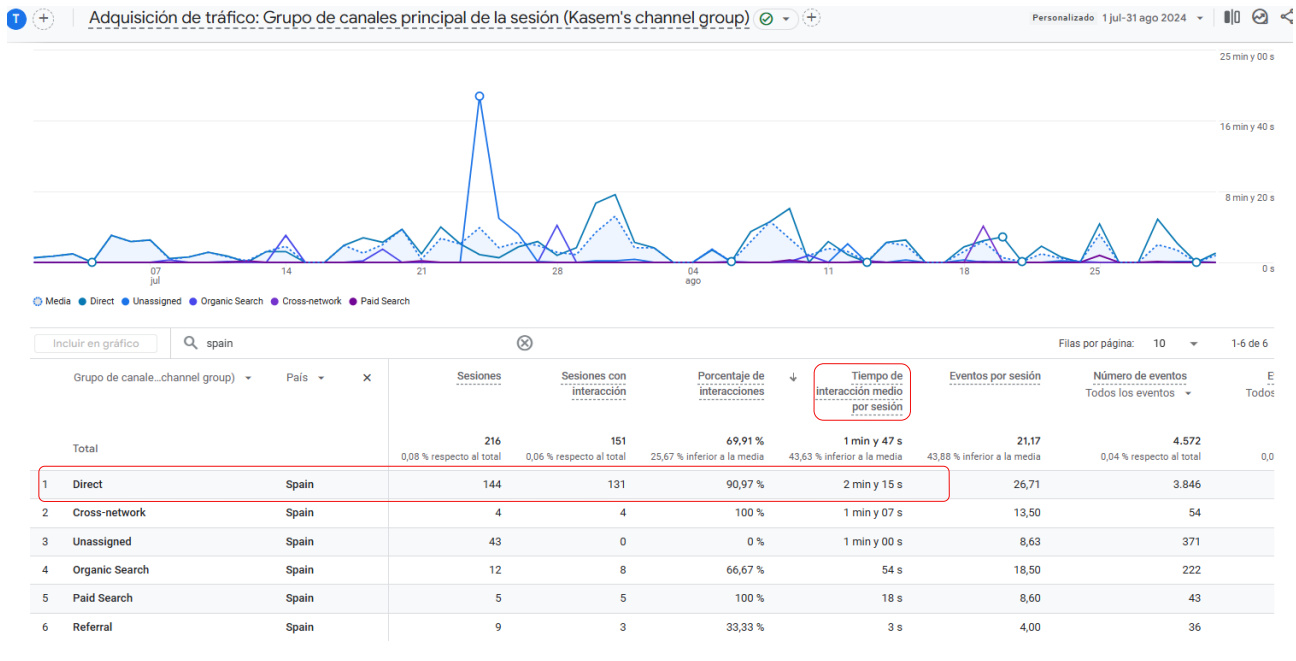 T
Adquisición de tráfico: Grupo de canales principal de la sesión (Kasem's channel group)
Personalizado 1 jul-31 ago 2024
25 min y 00 s
16 min y 40 s
8 min y 20 s
0 s
07 14 21 28 04 11 18 25
jul ago
Media Direct Unassigned Organic Search Cross-network Paid Search
Incluir en gráfico spain Filas por página: 10 1-6 de 6
Grupo de canale...channel group) País × Sesiones Sesiones con interacción Porcentaje de interacciones ↓ Tiempo de interacción medio por sesión Eventos por sesión Número de eventos E
Todos los eventos Todos
Total 216 151 69,91 % 1 min y 47 s 21,17 4.572
0,08 % respecto al total 0,06 % respecto al total 25,67 % inferior a la media 43,63 % inferior a la media 43,88 % inferior a la media 0,04 % respecto al total 0,0
1 Direct Spain 144 131 90,97 % 2 min y 15 s 26,71 3.846
2 Cross-network Spain 4 4 100 % 1 min y 07 s 13,50 54
3 Unassigned Spain 43 0 0 % 1 min y 00 s 8,63 371
4 Organic Search Spain 12 8 66,67 % 54 s 18,50 222
5 Paid Search Spain 5 5 100 % 18 s 8,60 43
6 Referral Spain 9 3 33,33 % 3 s 4,00 36